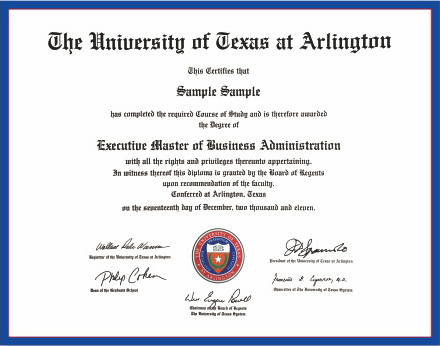 The University of Texas at Arlington
This Certifies that
Sample Sample
has completed the required Course of Study and is therefore awarded
the Degree of
Executive Master of Business Administration
with all the rights and privileges thereunto appertaining.
In witness thereof this diploma is granted by the Board of Regents
upon recommendation of the faculty.
Conferred at Arlington, Texas
on the seventeenth day of December, two thousand and eleven.
Registrar of the University of Texas at Arlington
President of the University of Texas at Arlington
Philip Cohen
Dean of the Graduate School
Chancellor of The University of Texas System
Chairman of the Board of Regents
The University of Texas System